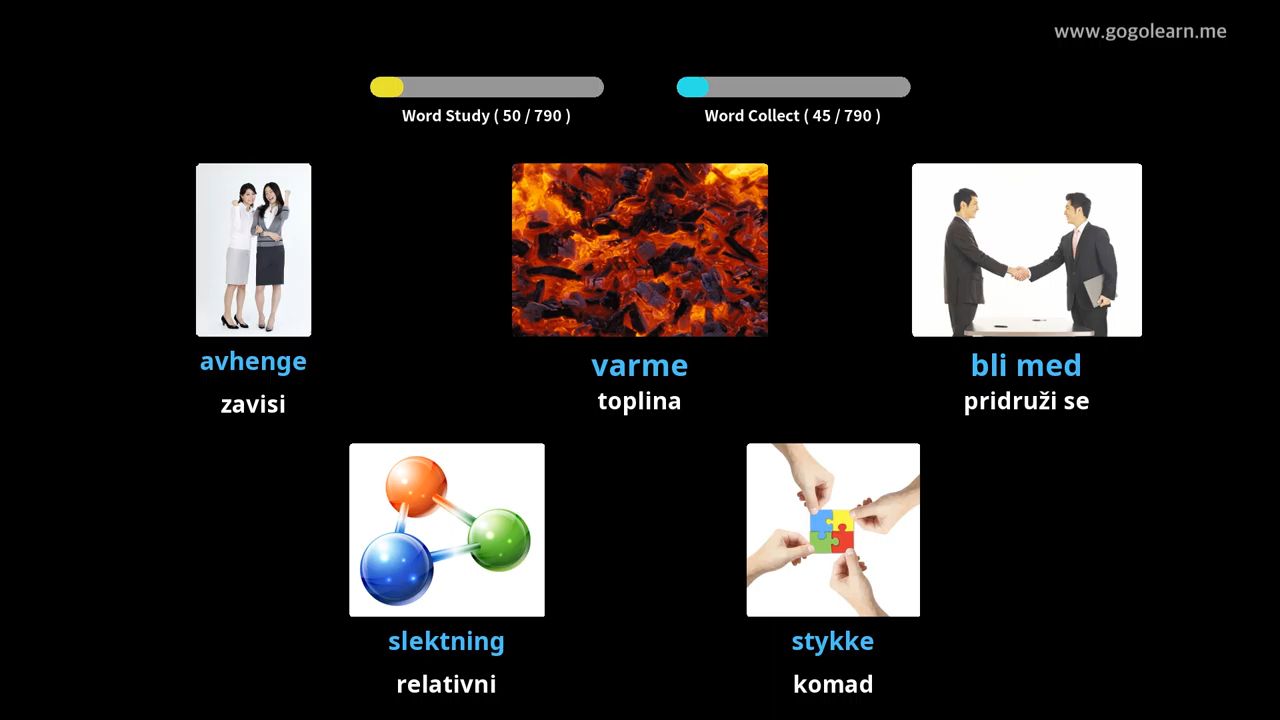 www.gogolearn.me
Word Study ( 50 / 790 )
Word Collect ( 45 / 790 )
avhenge
zavisi
varme
toplina
bli med
pridruži se
slektning
relativni
stykke
komad